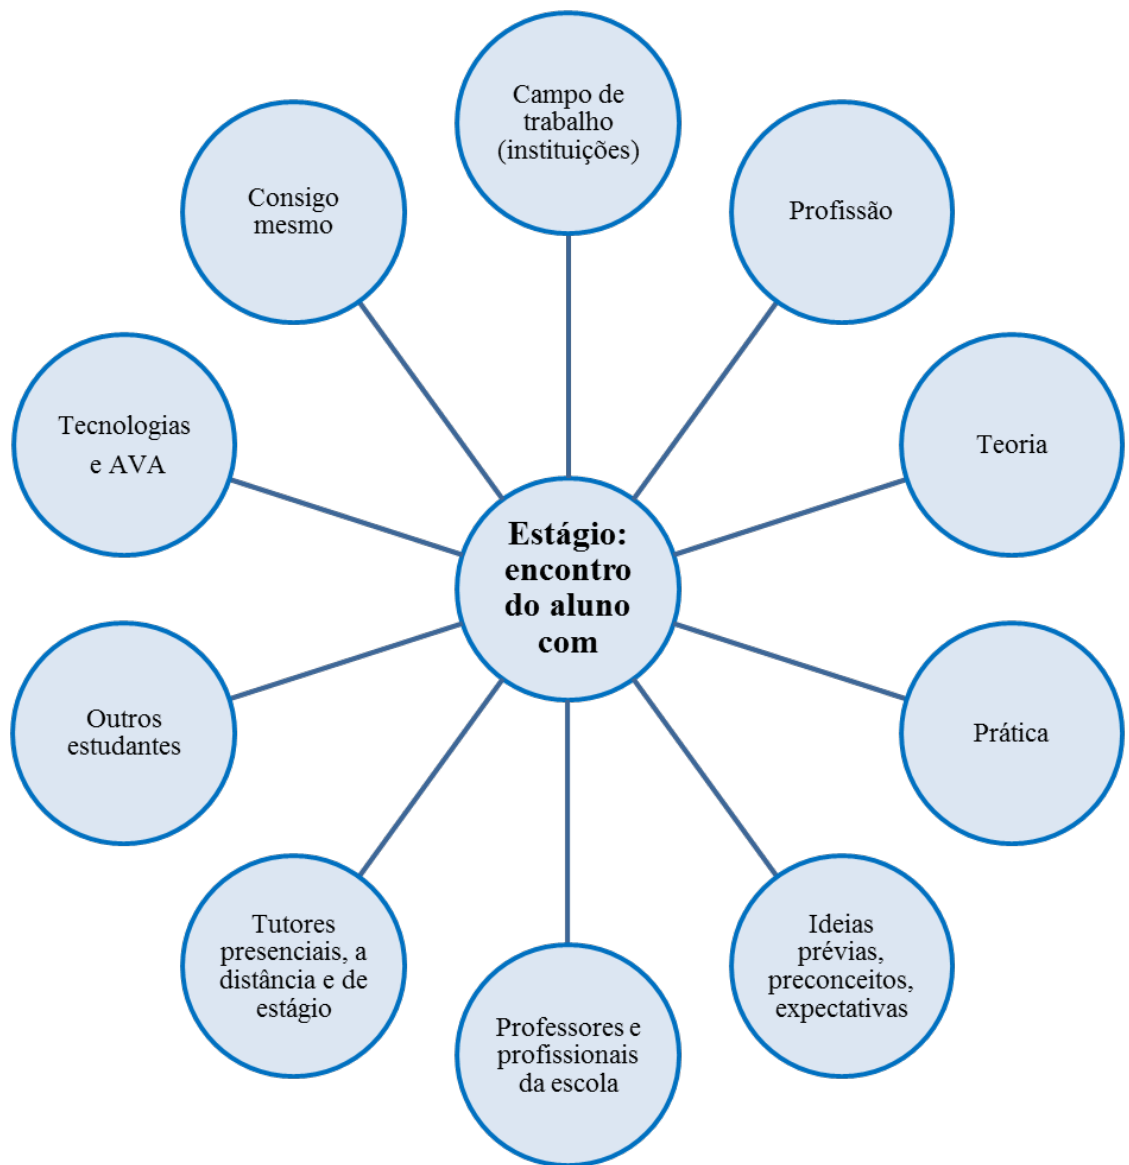 Campo de
trabalho
(instituições)
Profissão
Teoria
Prática
Ideias
prévias,
preconceitos,
expectativas
Professores e
profissionais
da escola
Tutores
presenciais, a
distância e de
estágio
Outros
estudantes
Tecnologias
e AVA
Consigo
mesmo
Estágio:
encontro
do aluno
com